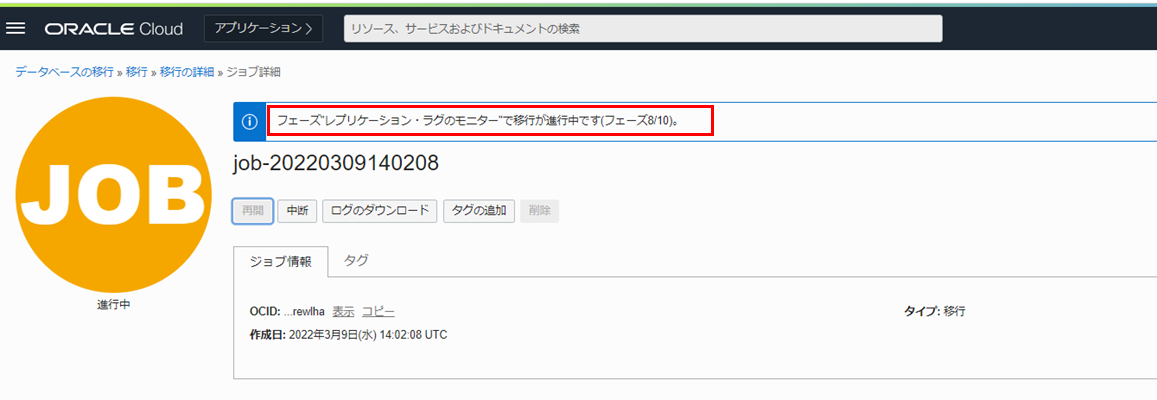 ORACLE Cloud
アプリケーション
リソース、サービスおよびドキュメントの検索
データベースの移行 » 移行 » 移行の詳細 » ジョブ詳細
フェーズ"レプリケーション・ラグのモニター"で移行が進行中です(フェーズ8/10)。
JOB
進行中
job-20220309140208
再開 中断 ログのダウンロード タグの追加 削除
ジョブ情報 タグ
OCID: ...rewlha 表示 コピー
タイプ: 移行
作成日: 2022年3月9日(水) 14:02:08 UTC